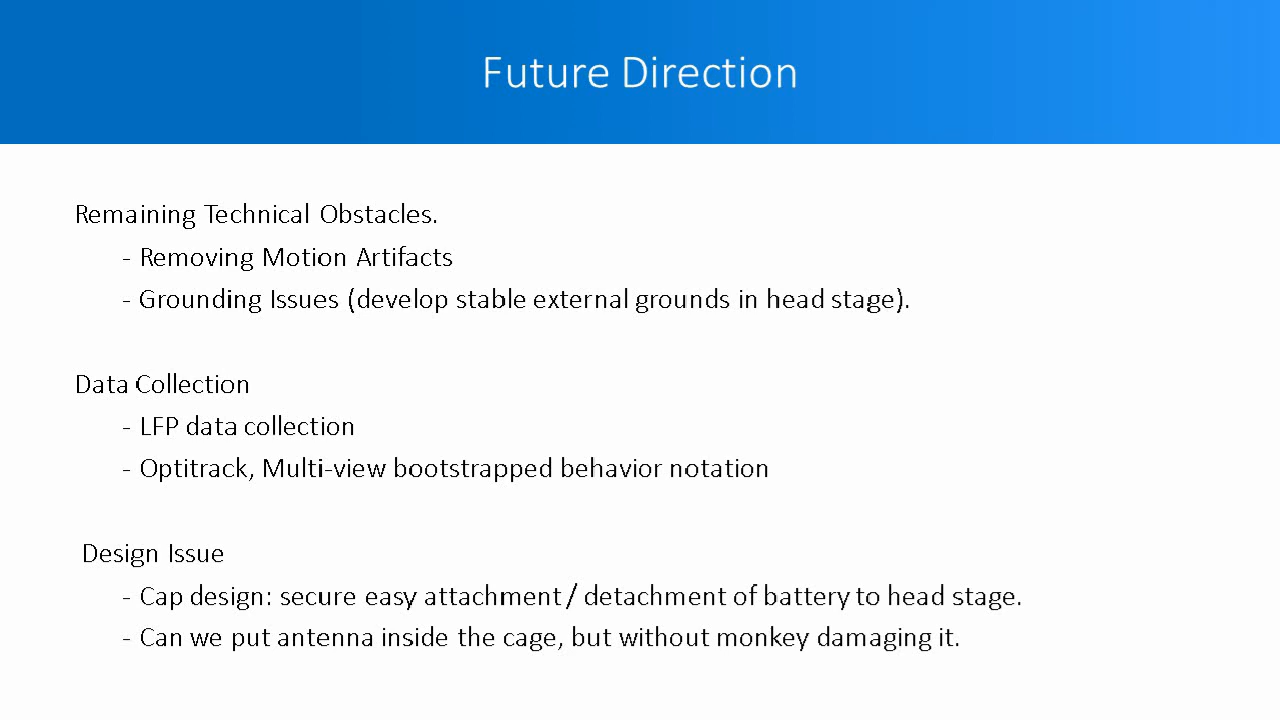 Future Direction
Remaining Technical Obstacles.
- Removing Motion Artifacts
- Grounding Issues (develop stable external grounds in head stage).
Data Collection
- LFP data collection
- Optitrack, Multi-view bootstrapped behavior notation
Design Issue
- Cap design: secure easy attachment / detachment of battery to head stage.
- Can we put antenna inside the cage, but without monkey damaging it.